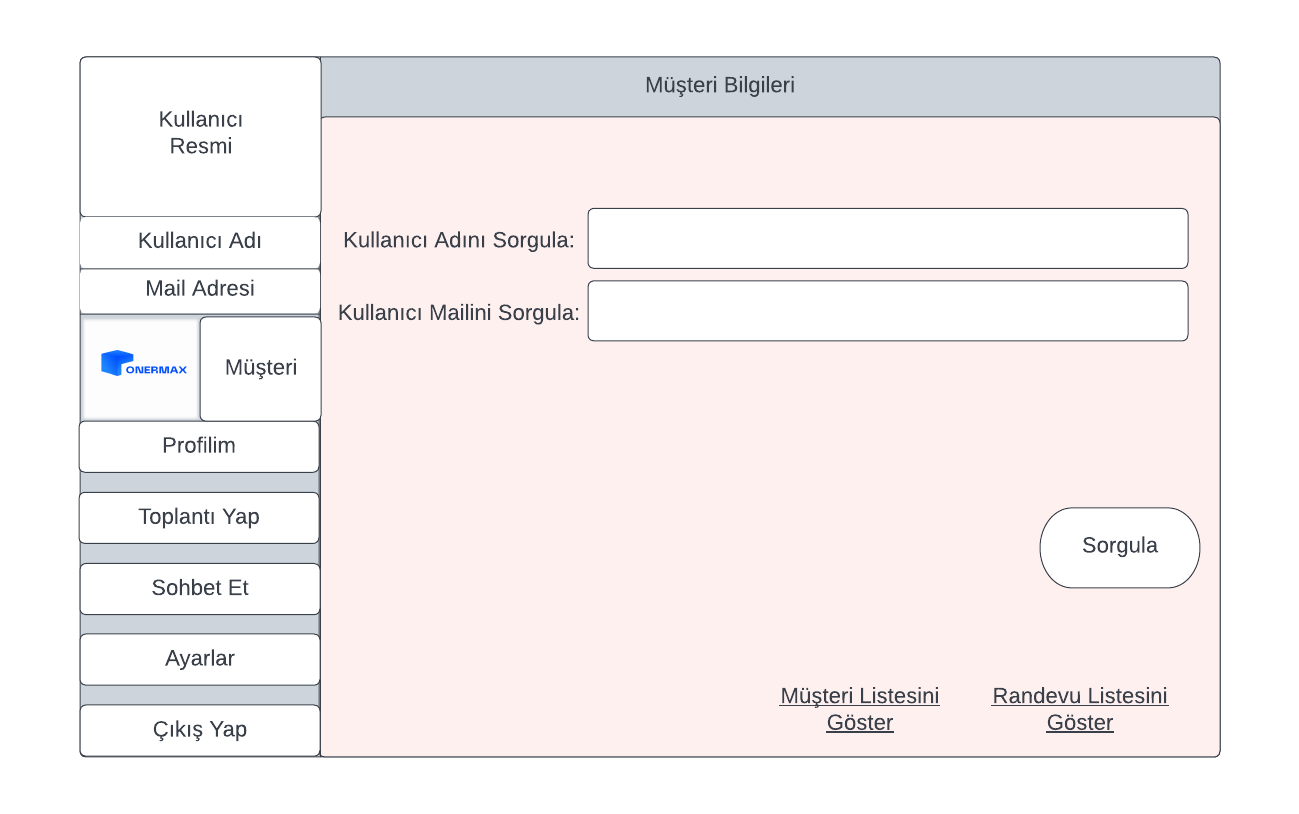 Kullanıcı
Resmi
Kullanıcı Adı
Mail Adresi
ONERMAX
Müşteri
Profilim
Toplantı Yap
Sohbet Et
Ayarlar
Çıkış Yap
Müşteri Bilgileri
Kullanıcı Adını Sorgula:
Kullanıcı Mailini Sorgula:
Sorgula
Müşteri Listesini
Göster
Randevu Listesini
Göster